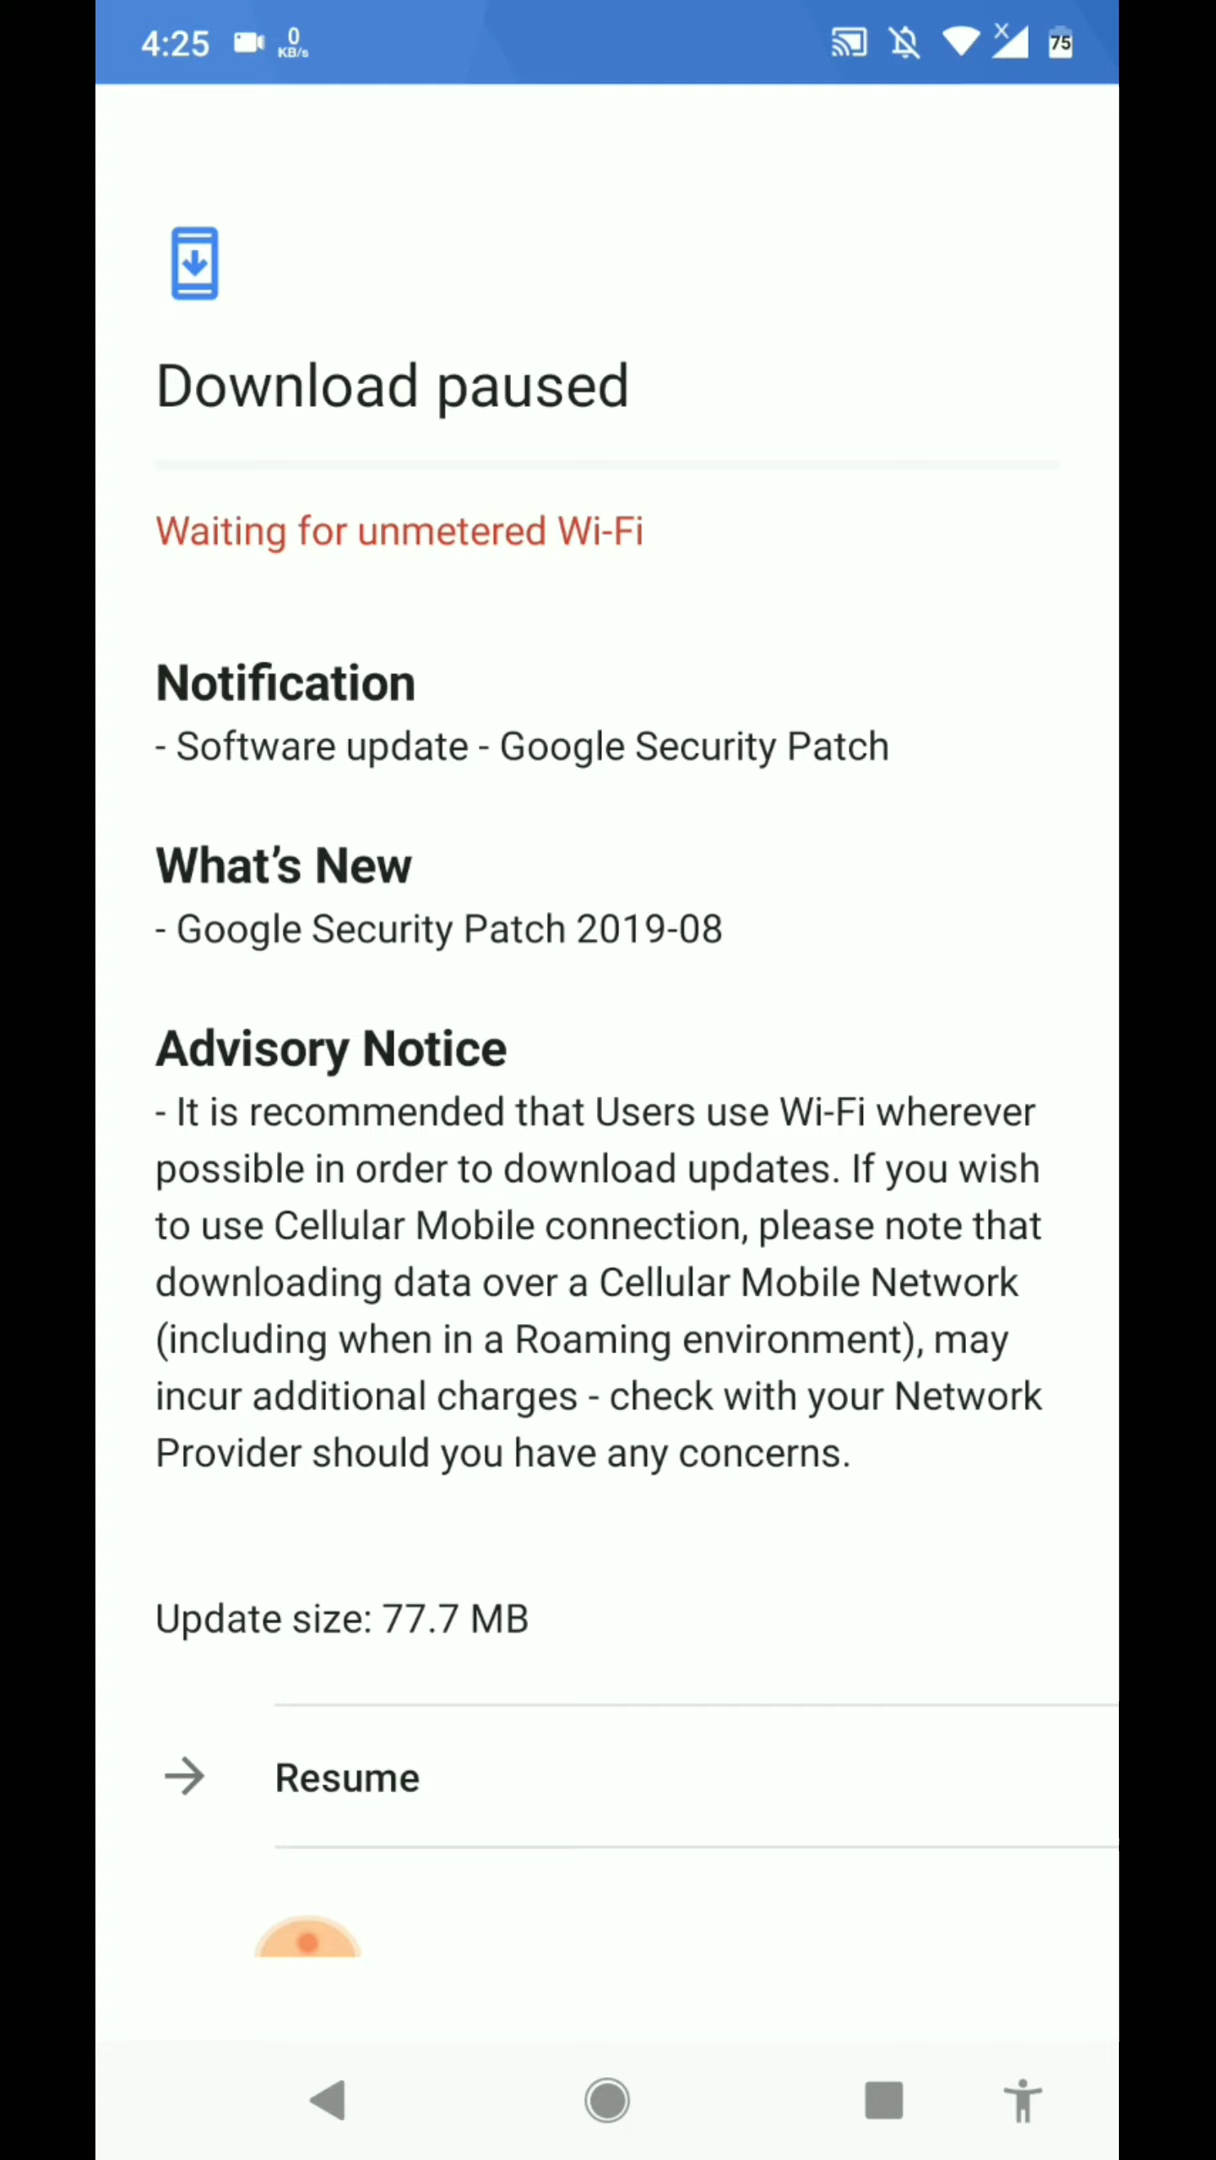 4:25
0
KB/s
X
75
Download paused
Waiting for unmetered Wi-Fi
Notification
- Software update - Google Security Patch
What’s New
- Google Security Patch 2019-08
Advisory Notice
- It is recommended that Users use Wi-Fi wherever
possible in order to download updates. If you wish
to use Cellular Mobile connection, please note that
downloading data over a Cellular Mobile Network
(including when in a Roaming environment), may
incur additional charges - check with your Network
Provider should you have any concerns.
Update size: 77.7 MB
Resume